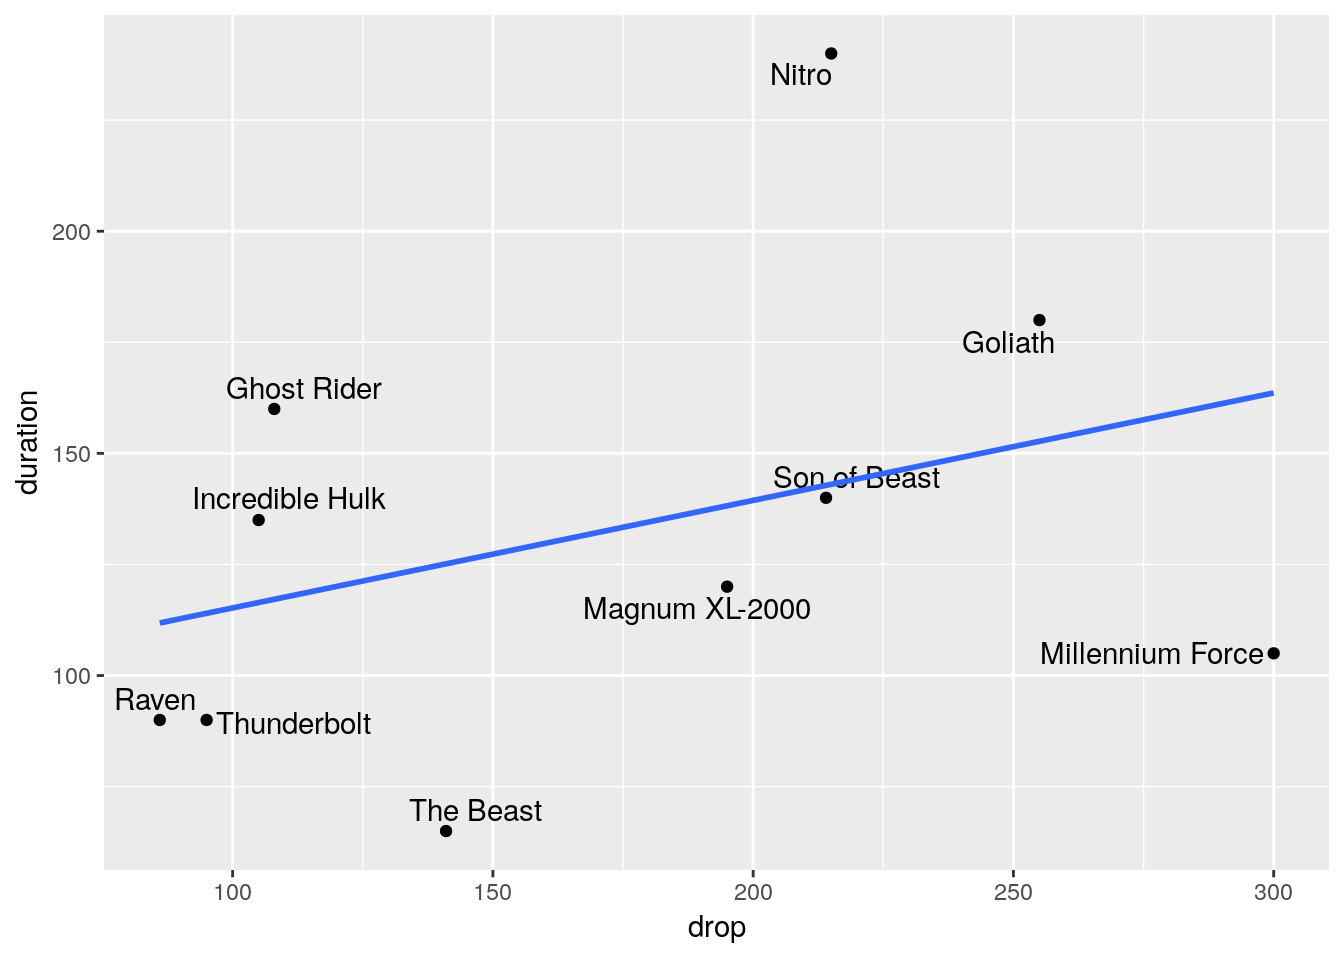 Nitro
200
Goliath
Ghost Rider
duration
150
Son of Beast
Incredible Hulk
Magnum XL-2000
Millennium Force
100
Raven
Thunderbolt
The Beast
100 150 200 250 300
drop